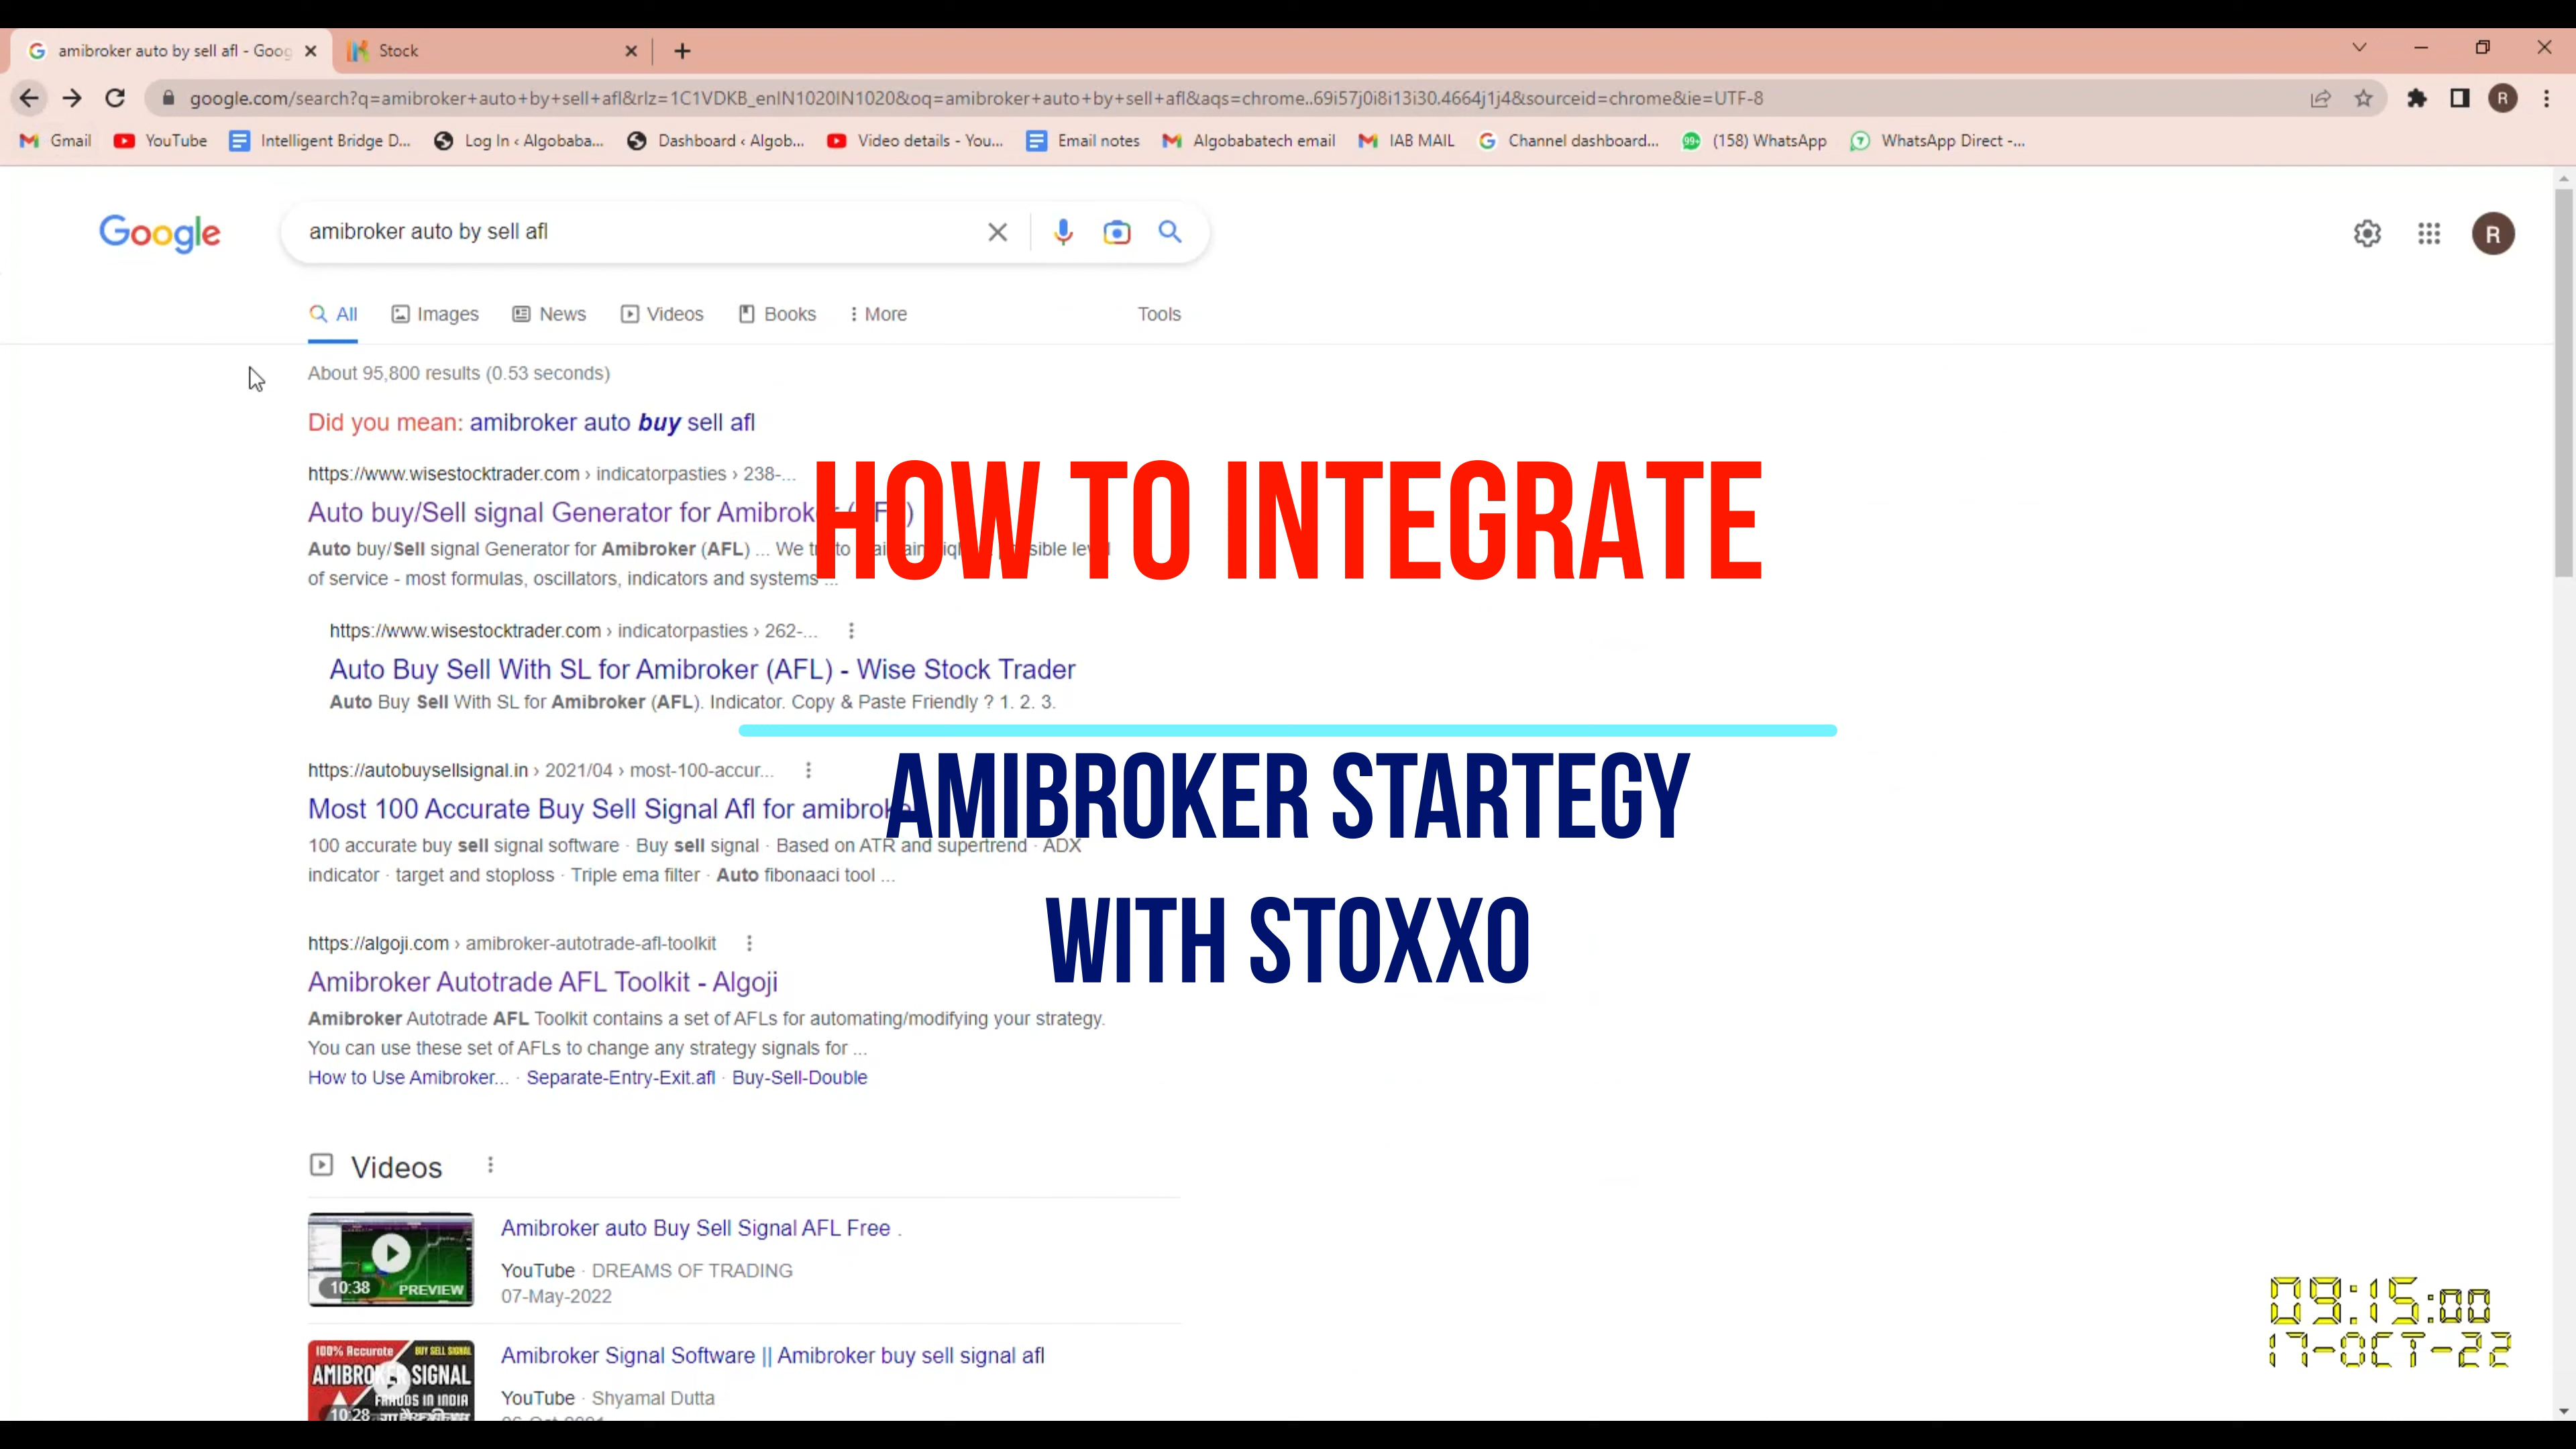 amibroker auto by sell afl - Goog
Stock
google.com/search?q=amibroker+auto+by+sell+afl&rlz=1C1VDKB_enIN1020IN1020&oq=amibroker+auto+by+sell+afl&aqs=chrome..69i57j0i8i13i30.4664j1j4&sourceid=chrome&ie=UTF-8
R
Gmail YouTube Intelligent Bridge D... Log In ‹ Algobaba... Dashboard ‹ Algob... Video details - You... Email notes Algobabatech email IAB MAIL Channel dashboard... 99+ (158) WhatsApp 7 WhatsApp Direct -...
Google
amibroker auto by sell afl
R
All Images News Videos Books More Tools
About 95,800 results (0.53 seconds)
Did you mean: amibroker auto buy sell afl
https://www.wisestocktrader.com › indicatorpasties › 238-...
Auto buy/Sell signal Generator for Amibrok
Auto buy/Sell signal Generator for Amibroker (AFL) ... We
of service - most formulas, oscillators, indicators and systems ...
HOW TO INTEGRATE
https://www.wisestocktrader.com › indicatorpasties › 262-...
Auto Buy Sell With SL for Amibroker (AFL) - Wise Stock Trader
Auto Buy Sell With SL for Amibroker (AFL). Indicator. Copy & Paste Friendly ? 1. 2. 3.
https://autobuysellsignal.in › 2021/04 › most-100-accur...
Most 100 Accurate Buy Sell Signal Afl for amibroke
AMIBROKER STARTEGY
100 accurate buy sell signal software · Buy sell signal · Based on ATR and supertrend · ADX
indicator · target and stoploss · Triple ema filter · Auto fibonaaci tool ...
WITH STOXXO
https://algoji.com › amibroker-autotrade-afl-toolkit
Amibroker Autotrade AFL Toolkit - Algoji
Amibroker Autotrade AFL Toolkit contains a set of AFLs for automating/modifying your strategy.
You can use these set of AFLs to change any strategy signals for ...
How to Use Amibroker... · Separate-Entry-Exit.afl · Buy-Sell-Double
Videos
Amibroker auto Buy Sell Signal AFL Free .
YouTube · DREAMS OF TRADING
07-May-2022
10:38 PREVIEW
Amibroker Signal Software || Amibroker buy sell signal afl
YouTube · Shyamal Dutta
100% Accurate BUY SELL SIGNAL
AMIBROKER SIGNAL
FRAUDS IN INDIA
10:28
09:15:00
17-OCT-22